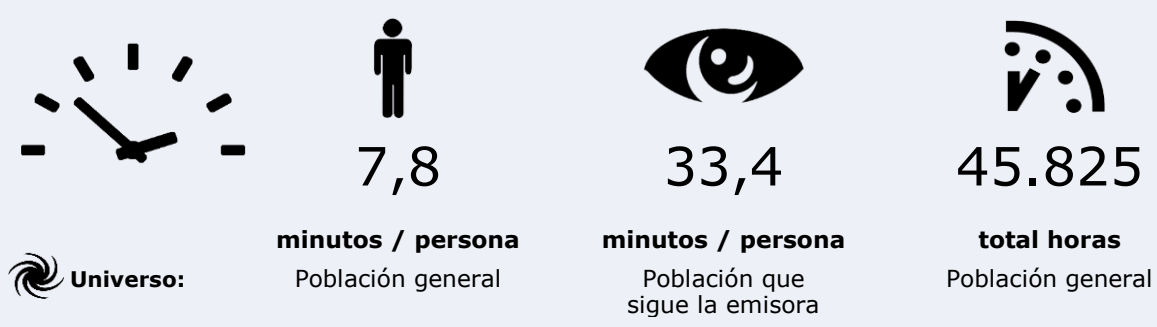 7,8
33,4
45.825
minutos / persona
minutos / persona
total horas
Universo:
Población general
Población que
sigue la emisora
Población general